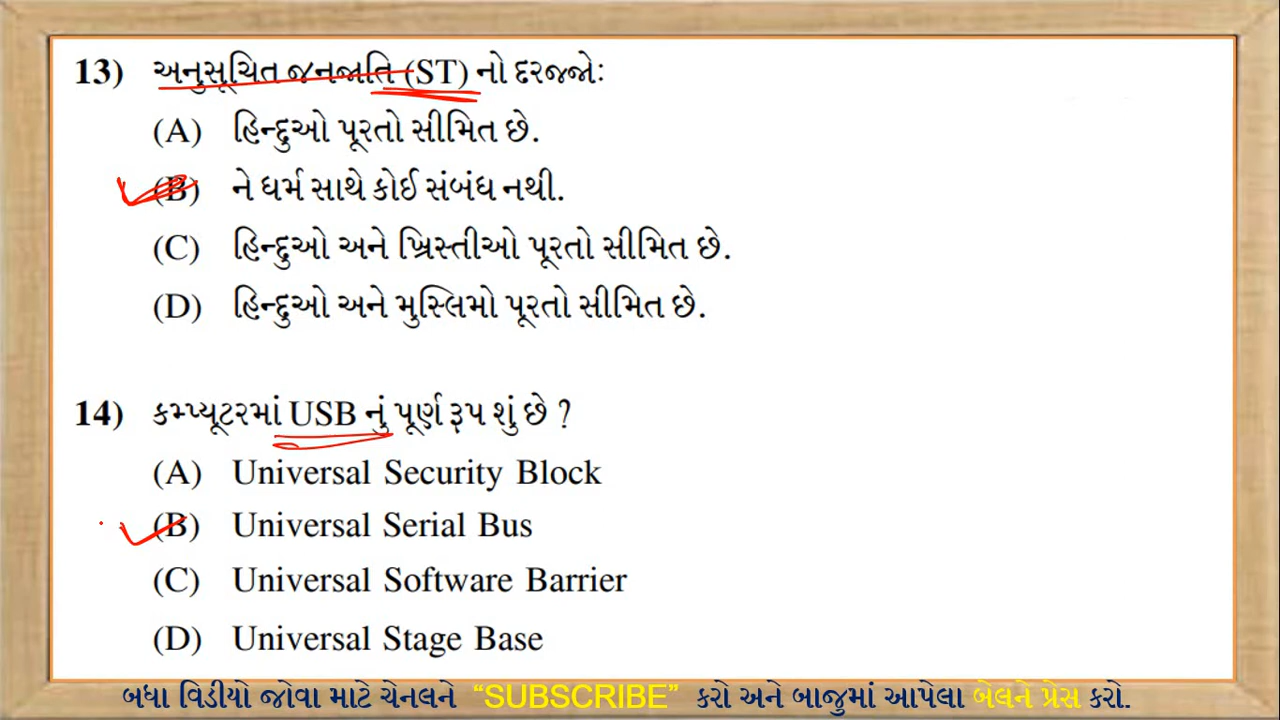 13) અનુસૂચિત જનજાતિ (ST) નો દરજ્જોઃ
(A) હિન્દુઓ પૂરતો સીમિત છે.
(B) ને ધર્મ સાથે કોઈ સંબંધ નથી.
(C) હિન્દુઓ અને ખ્રિસ્તીઓ પૂરતો સીમિત છે.
(D) હિન્દુઓ અને મુસ્લિમો પૂરતો સીમિત છે.
14) કમ્પ્યૂટરમાં USB નું પૂર્ણ રૂપ શું છે ?
(A) Universal Security Block
(B) Universal Serial Bus
(C) Universal Software Barrier
(D) Universal Stage Base
બધા વિડીયો જોવા માટે ચેનલને “SUBSCRIBE” કરો અને બાજુમાં આપેલા બેલને પ્રેસ કરો.